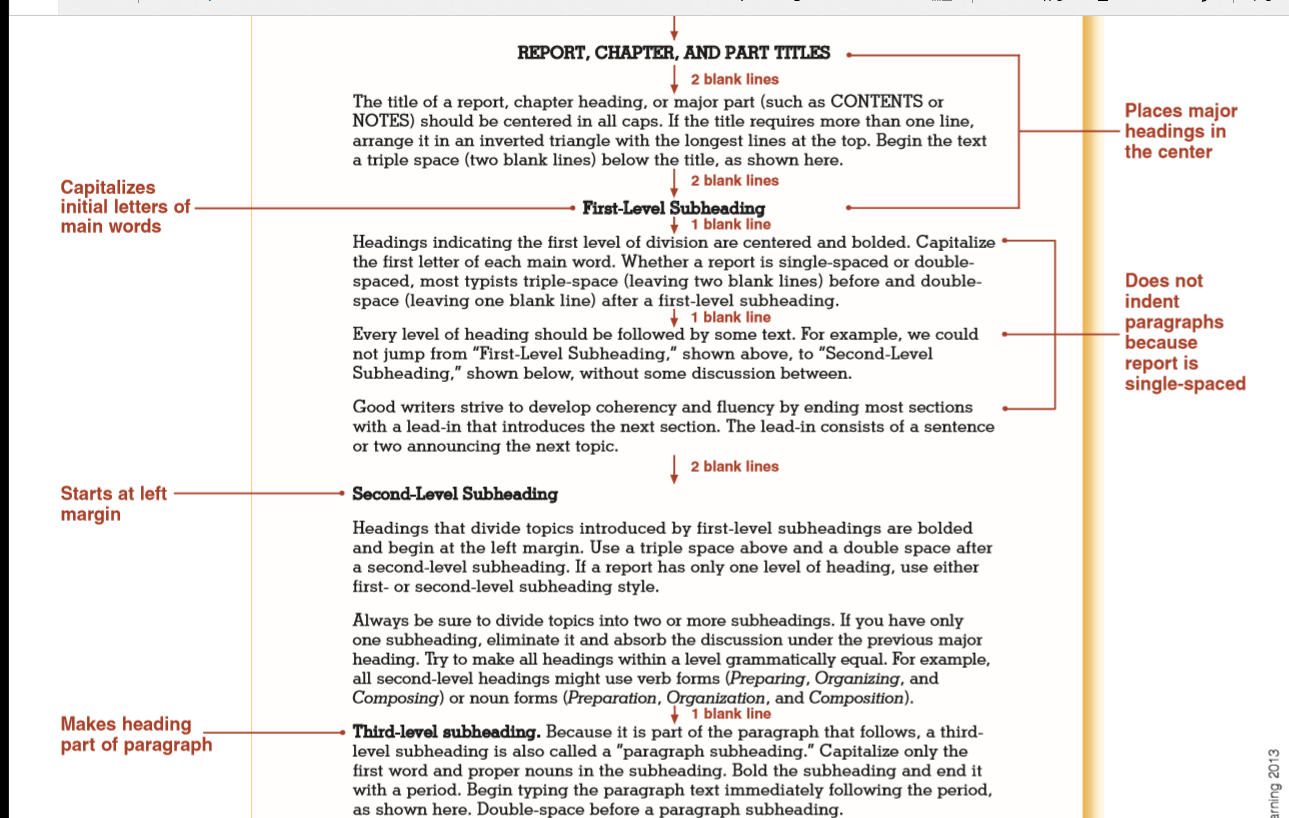 REPORT, CHAPTER, AND PART TITLES
2 blank lines
The title of a report, chapter heading, or major part (such as CONTENTS or
NOTES) should be centered in all caps. If the title requires more than one line,
arrange it in an inverted triangle with the longest lines at the top. Begin the text
a triple space (two blank lines) below the title, as shown here.
Places major
headings in
the center
2 blank lines
Capitalizes
initial letters of
main words
First-Level Subheading
1 blank line
Headings indicating the first level of division are centered and bolded. Capitalize
the first letter of each main word. Whether a report is single-spaced or double-
spaced, most typists triple-space (leaving two blank lines) before and double-
space (leaving one blank line) after a first-level subheading.
1 blank line
Every level of heading should be followed by some text. For example, we could
not jump from "First-Level Subheading," shown above, to "Second-Level
Subheading," shown below, without some discussion between.
Does not
indent
paragraphs
because
report is
single-spaced
Good writers strive to develop coherency and fluency by ending most sections
with a lead-in that introduces the next section. The lead-in consists of a sentence
or two announcing the next topic.
2 blank lines
Starts at left
margin
Second-Level Subheading
Headings that divide topics introduced by first-level subheadings are bolded
and begin at the left margin. Use a triple space above and a double space after
a second-level subheading. If a report has only one level of heading, use either
first- or second-level subheading style.
Always be sure to divide topics into two or more subheadings. If you have only
one subheading, eliminate it and absorb the discussion under the previous major
heading. Try to make all headings within a level grammatically equal. For example,
all second-level headings might use verb forms (Preparing, Organizing, and
Composing) or noun forms (Preparation, Organization, and Composition).
1 blank line
Makes heading
part of paragraph
Third-level subheading. Because it is part of the paragraph that follows, a third-
level subheading is also called a "paragraph subheading." Capitalize only the
first word and proper nouns in the subheading. Bold the subheading and end it
with a period. Begin typing the paragraph text immediately following the period,
as shown here. Double-space before a paragraph subheading.
arning 2013